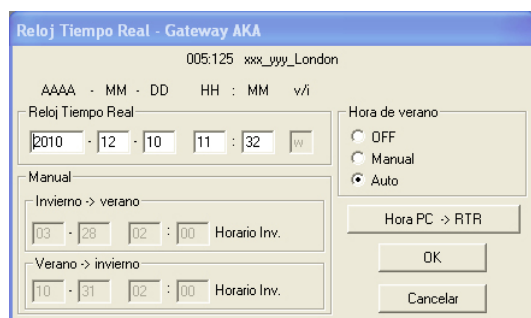 Reloj Tiempo Real - Gateway AKA
005:125 xxx_yyy_London
AAAA - MM - DD HH : MM v/i
Reloj Tiempo Real
2010 - 12 - 10 11 : 32 w
Hora de verano
OFF
Manual
Auto
Manual
Invierno -> verano
03 - 28 02 : 00 Horario Inv.
Verano -> invierno
10 - 31 02 : 00 Horario Inv.
Hora PC -> RTR
OK
Cancelar